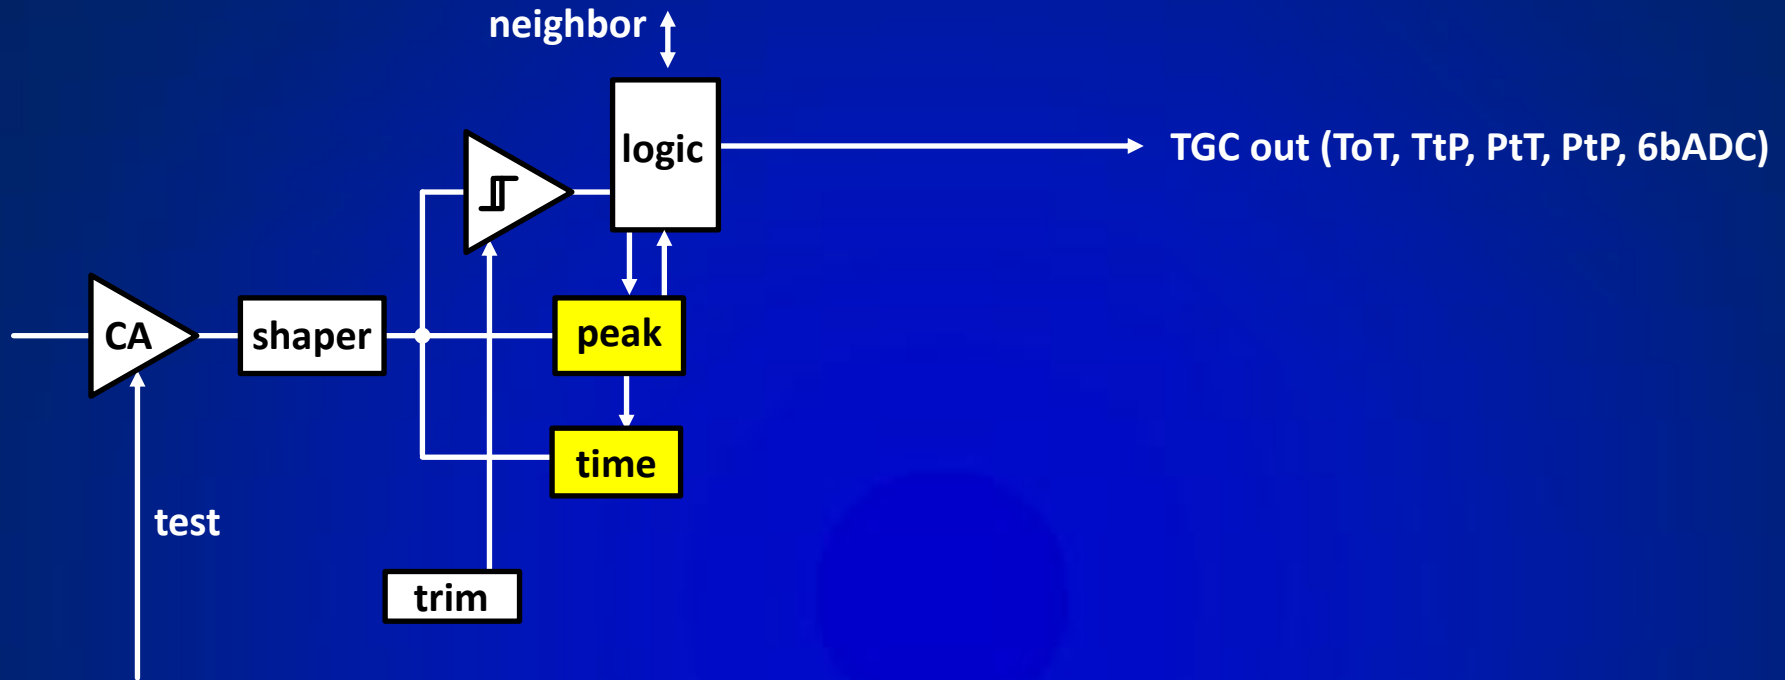 neighbor
logic
TGC out (ToT, TtP, PtT, PtP, 6bADC)
CA
shaper
peak
time
test
trim